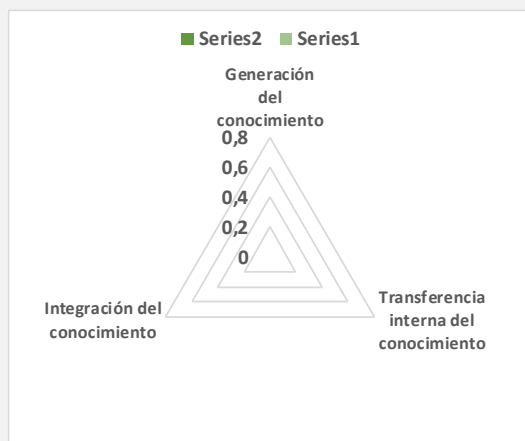 Series2 Series1
Generación
del
conocimiento
0,8
0,6
0,4
0,2
0
Integración del
conocimiento
Transferencia
interna del
conocimiento